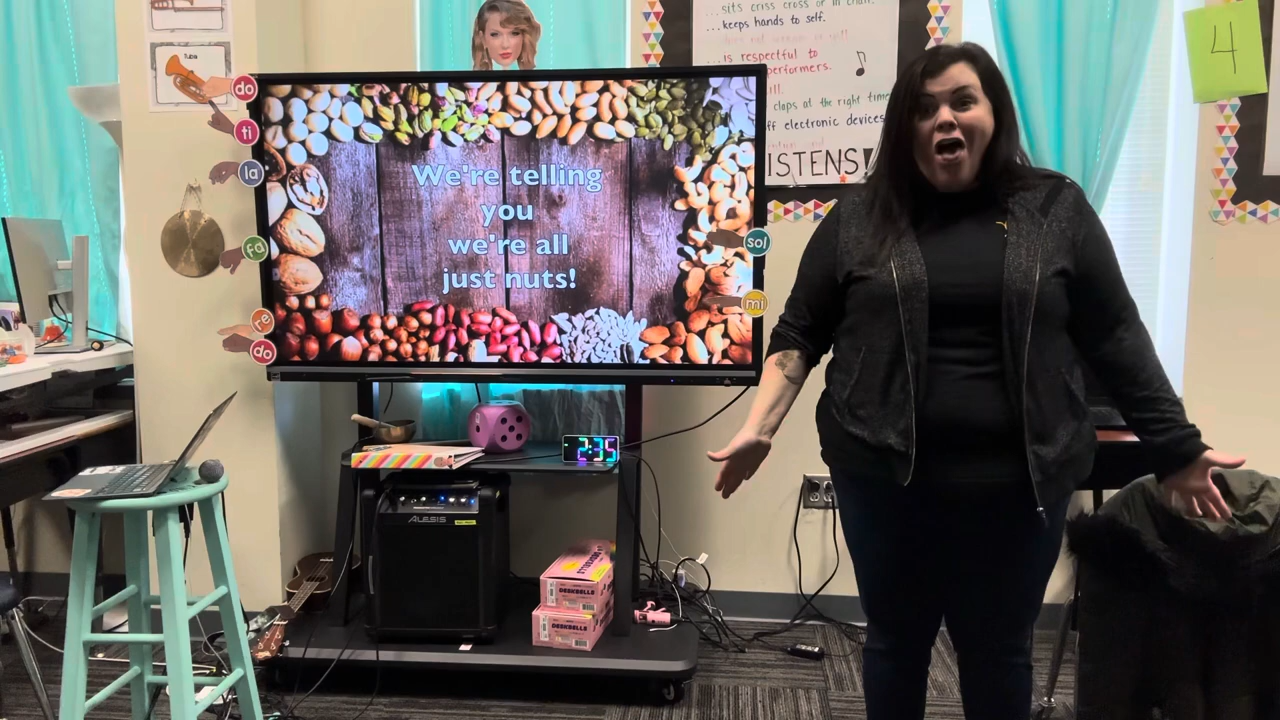 ...sits criss cross or in chair.
...keeps hands to self.
...is respectful to
performers.
claps at the right time
electronic devices
LISTENS!
4
Tuba
do
ti
la
fa
re
do
sol
mi
We're telling
you
we're all
just nuts!
2:35
ALESIS
DESKBELLS
DESKBELLS